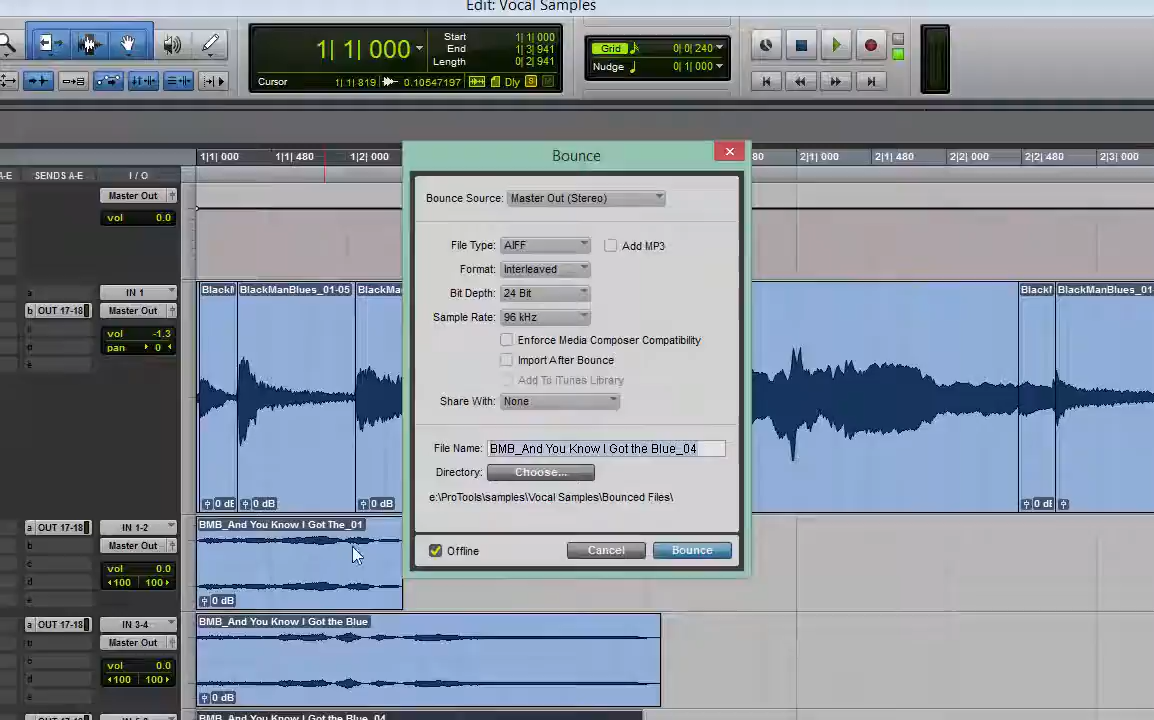 Edit: Vocal Samples
1| 1| 000
Start 1| 1| 000
End 1| 3| 941
Length 0| 2| 941
Cursor 1| 1| 819 0.10547197 Dly S M
Grid 0| 0| 240
Nudge 0| 1| 000
1|1| 000 1|1| 480 1|2| 000 80 2|1| 000 2|1| 480 2|2| 000 2|2| 480 2|3| 000
A-E SENDS A-E I / O
Master Out
vol 0.0
a IN 1
b OUT 17-18 Master Out
vol -1.3
pan 0
BlackM BlackManBlues_01-05 BlackMa BlackM BlackManBlues_01
0 dB 0 dB 0 dB 0 dB
a OUT 17-18 IN 1-2
b Master Out
vol 0.0
100 100
BMB_And You Know I Got The_01
0 dB
a OUT 17-18 IN 3-4
b Master Out
vol 0.0
100 100
BMB_And You Know I Got the Blue
0 dB
BMB_And You Know I Got the Blue_04
Bounce
Bounce Source: Master Out (Stereo)
File Type: AIFF Add MP3
Format: Interleaved
Bit Depth: 24 Bit
Sample Rate: 96 kHz
Enforce Media Composer Compatibility
Import After Bounce
Add To iTunes Library
Share With: None
File Name: BMB_And You Know I Got the Blue_04
Directory: Choose...
e:\ProTools\samples\Vocal Samples\Bounced Files\
Offline Cancel Bounce